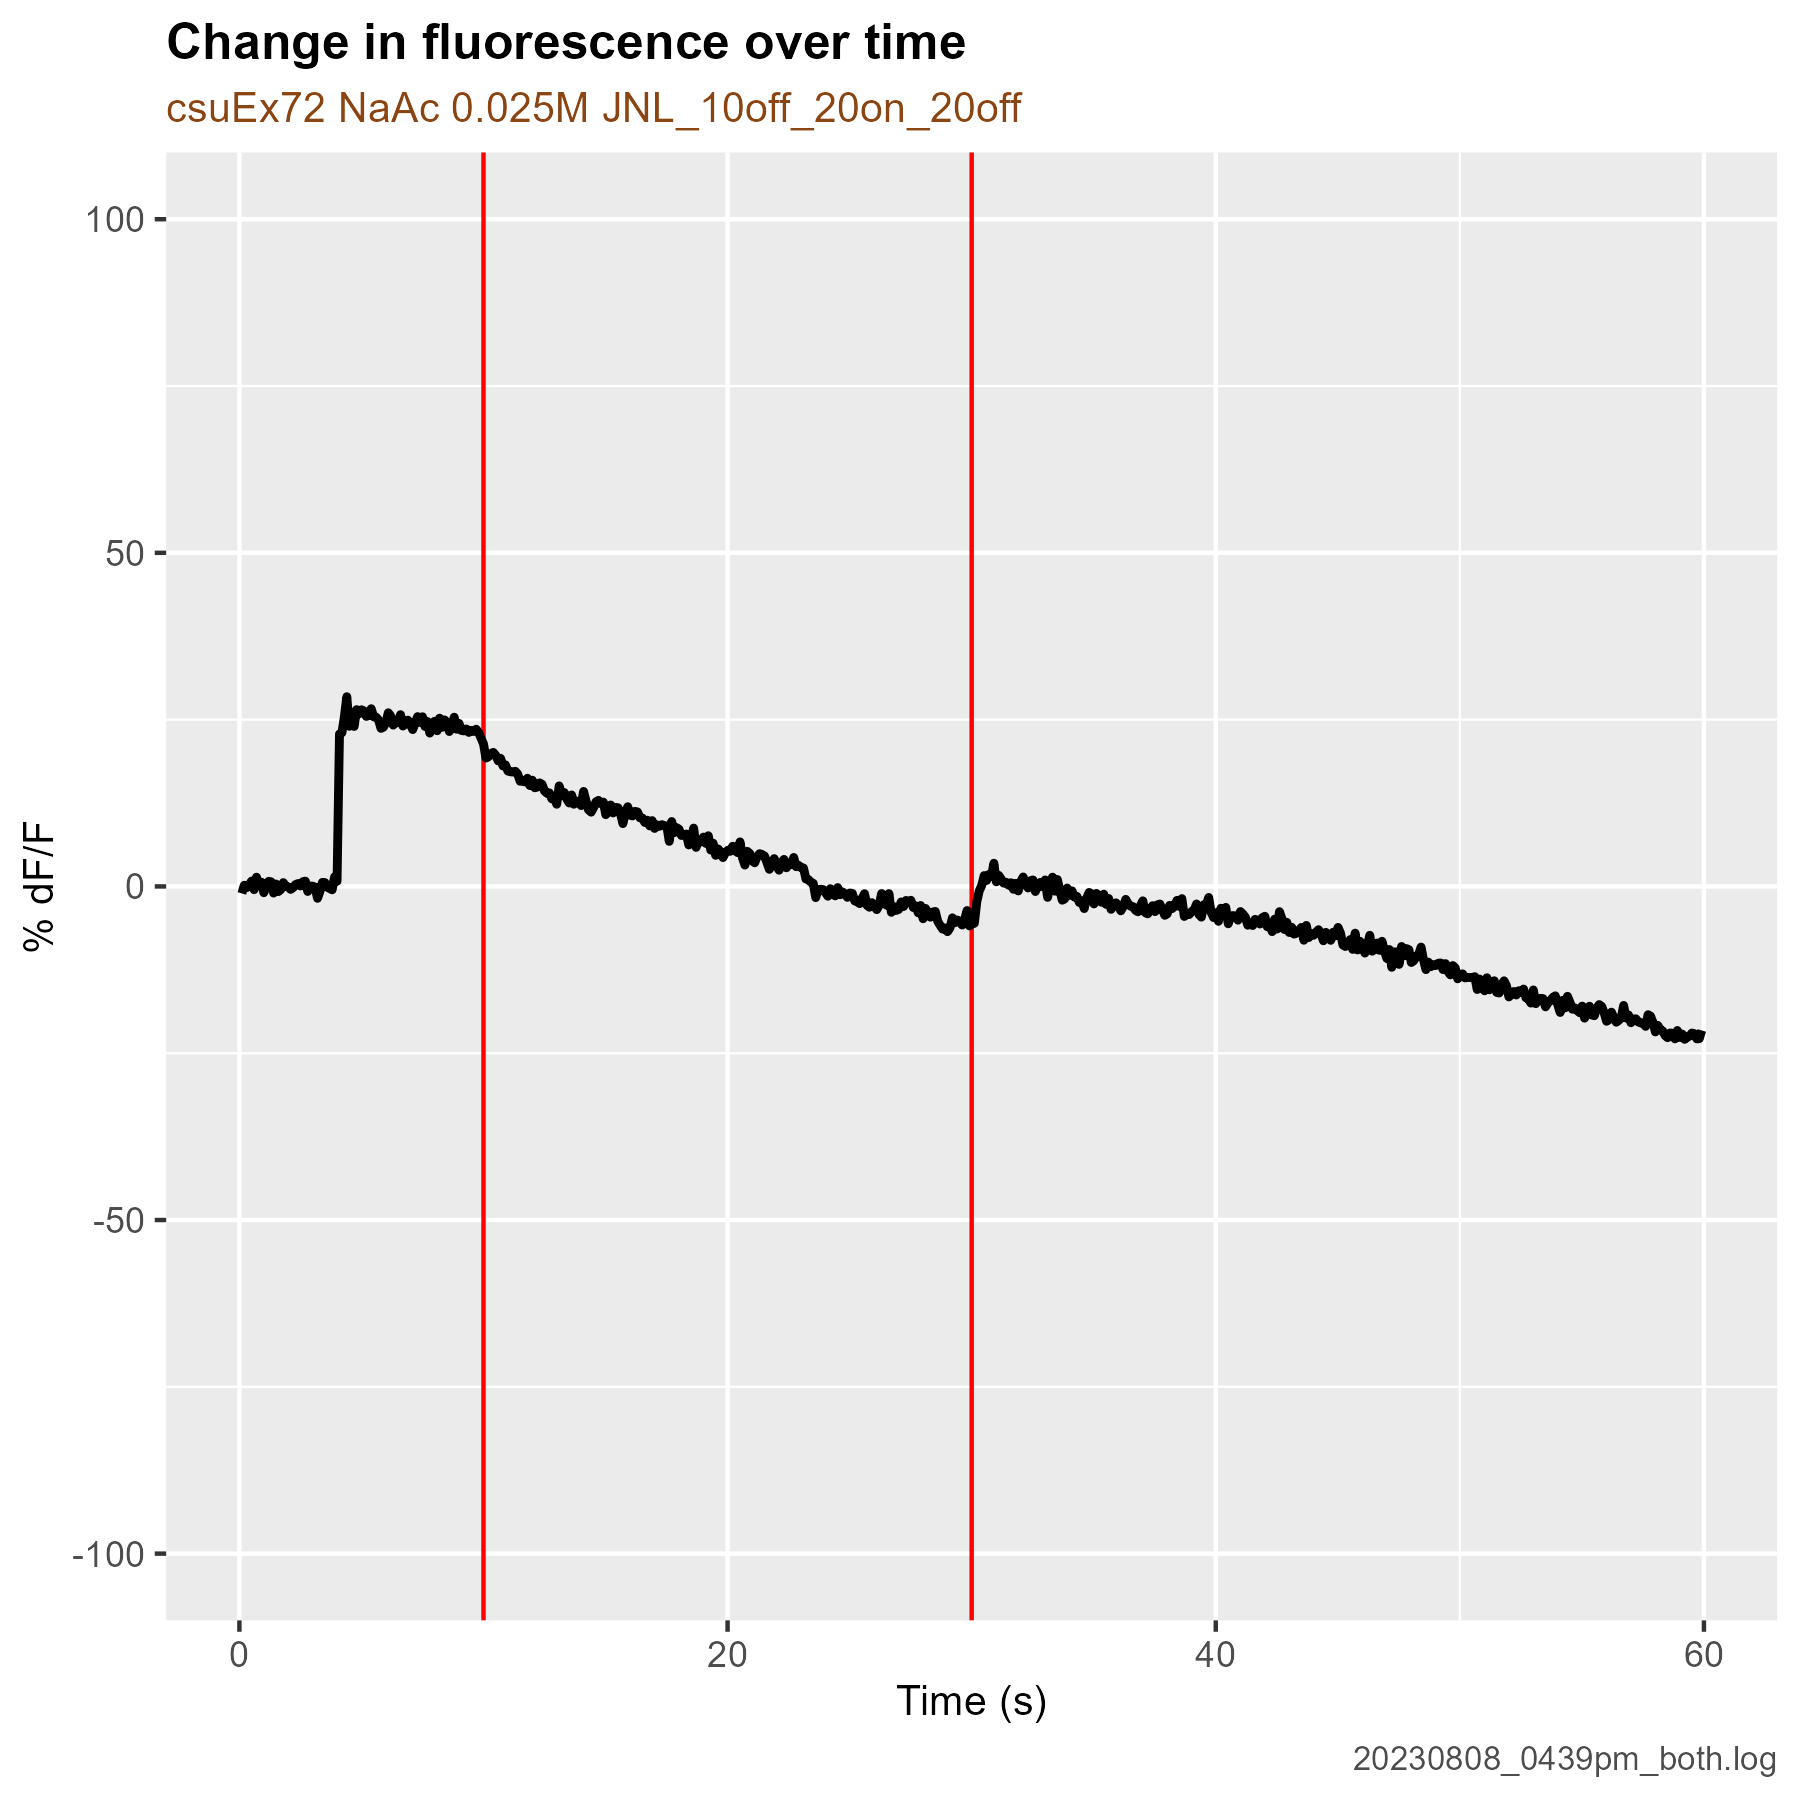 Change in fluorescence over time
csuEx72 NaAc 0.025M JNL_10off_20on_20off
% dF/F
100
50
0
-50
-100
0 20 40 60
Time (s)
20230808_0439pm_both.log